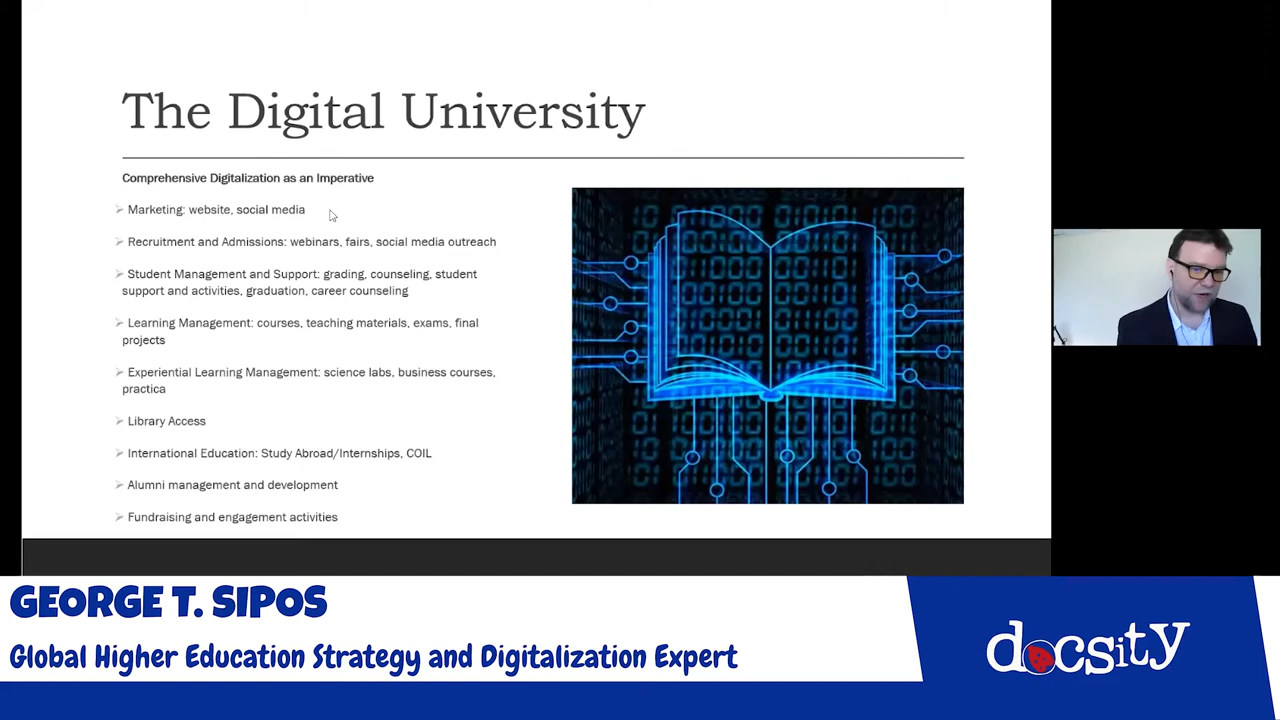 The Digital University
Comprehensive Digitalization as an Imperative
Marketing: website, social media
Recruitment and Admissions: webinars, fairs, social media outreach
Student Management and Support: grading, counseling, student
support and activities, graduation, career counseling
Learning Management: courses, teaching materials, exams, final
projects
Experiential Learning Management: science labs, business courses,
practica
Library Access
International Education: Study Abroad/Internships, COIL
Alumni management and development
Fundraising and engagement activities
GEORGE T. SIPOS
Global Higher Education Strategy and Digitalization Expert
docsity